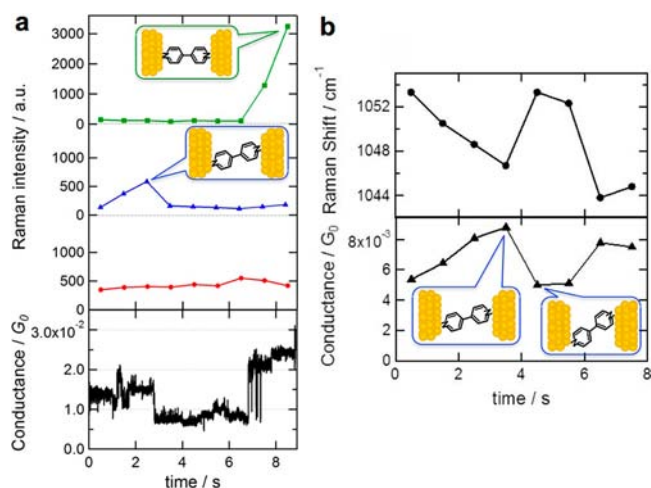 a
Raman intensity / a.u.
3000
2000
1000
0
1000
500
0
1000
500
0
Conductance / G0
3.0x10-2
2.0
1.0
0.0
0 2 4 6 8
time / s
b
Raman Shift / cm-1
1052
1048
1044
Conductance / G0
8x10-3
6
4
2
0
0 2 4 6 8
time / s